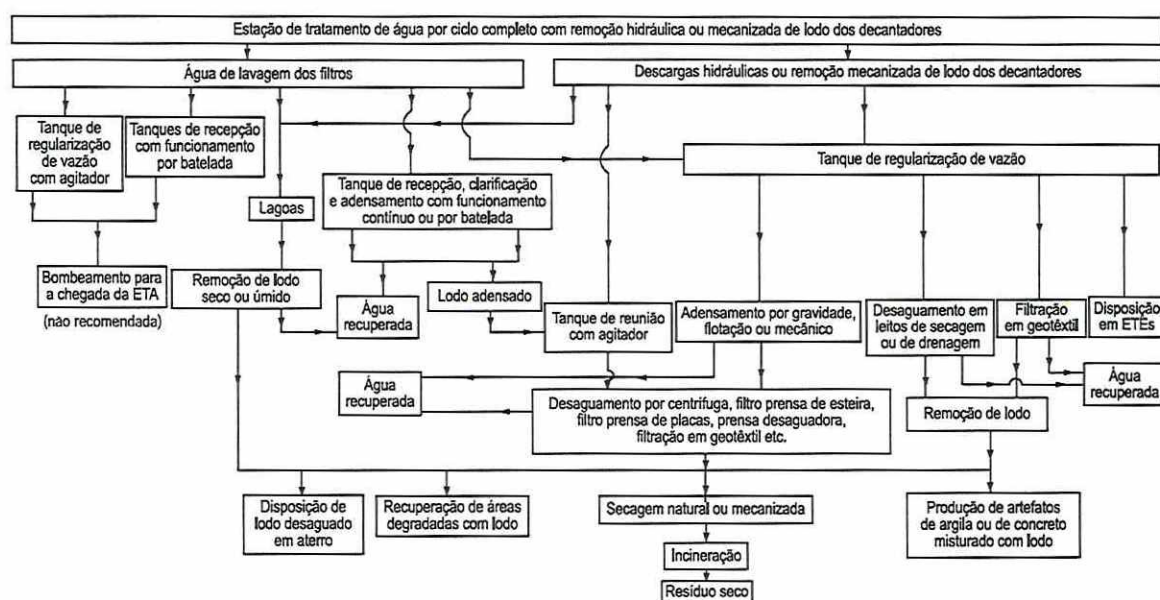 Estação de tratamento de água por ciclo completo com remoção hidráulica ou mecanizada de lodo dos decantadores
Água de lavagem dos filtros
Descargas hidráulicas ou remoção mecanizada de lodo dos decantadores
Tanque de
regularização
de vazão
com agitador
Tanques de recepção
com funcionamento
por batelada
Tanque de regularização de vazão
Tanque de recepção, clarificação
e adensamento com funcionamento
contínuo ou por batelada
Lagoas
Bombeamento para
a chegada da ETA
(não recomendada)
Remoção de lodo
seco ou úmido
Água
recuperada
Lodo adensado
Tanque de reunião
com agitador
Adensamento por gravidade,
flotação ou mecânico
Desaguamento em
leitos de secagem
ou de drenagem
Filtração
em geotêxtil
Disposição
em ETEs
Água
recuperada
Água
recuperada
Desaguamento por centrífuga, filtro prensa de esteira,
filtro prensa de placas, prensa desaguadora,
filtração em geotêxtil etc.
Remoção de lodo
Disposição de
lodo desaguado
em aterro
Recuperação de áreas
degradadas com lodo
Secagem natural ou mecanizada
Produção de artefatos
de argila ou de concreto
misturado com lodo
Incineração
Resíduo seco